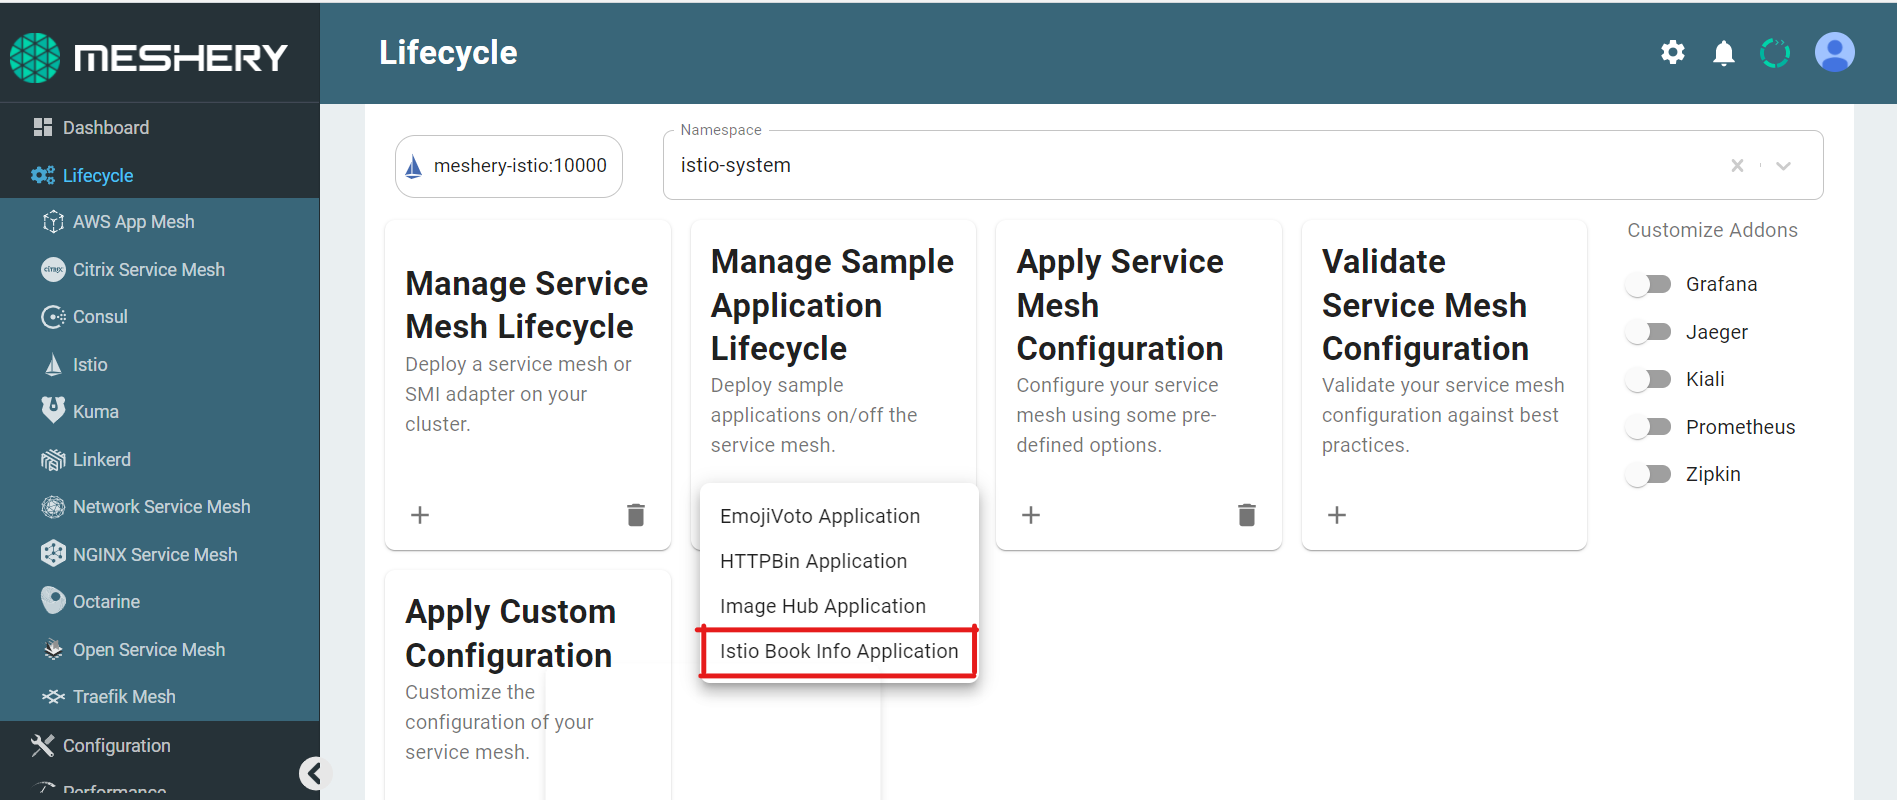 MESHERY
Lifecycle
Dashboard
Lifecycle
AWS App Mesh
Citrix Service Mesh
Consul
Istio
Kuma
Linkerd
Network Service Mesh
NGINX Service Mesh
Octarine
Open Service Mesh
Traefik Mesh
Configuration
Performance
meshery-istio:10000
Namespace
istio-system
Manage Service
Mesh Lifecycle
Deploy a service mesh or
SMI adapter on your
cluster.
Manage Sample
Application
Lifecycle
Deploy sample
applications on/off the
service mesh.
EmojiVoto Application
HTTPBin Application
Image Hub Application
Istio Book Info Application
Apply Service
Mesh
Configuration
Configure your service
mesh using some pre-
defined options.
Validate
Service Mesh
Configuration
Validate your service mesh
configuration against best
practices.
Customize Addons
Grafana
Jaeger
Kiali
Prometheus
Zipkin
Apply Custom
Configuration
Customize the
configuration of your
service mesh.